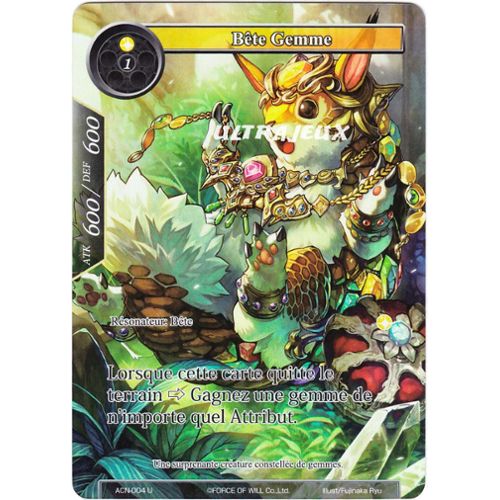 Bête Gemme
1
ULTRAJEUX
ATK 600 / DEF 600
Résonateur: Bête
Lorsque cette carte quitte le
terrain ⇨ Gagnez une gemme de
n'importe quel Attribut.
Une surprenante créature constellée de gemmes.
ACN-004 U ©FORCE OF WILL Co.,Ltd. Illust/Fujinaka Ryu